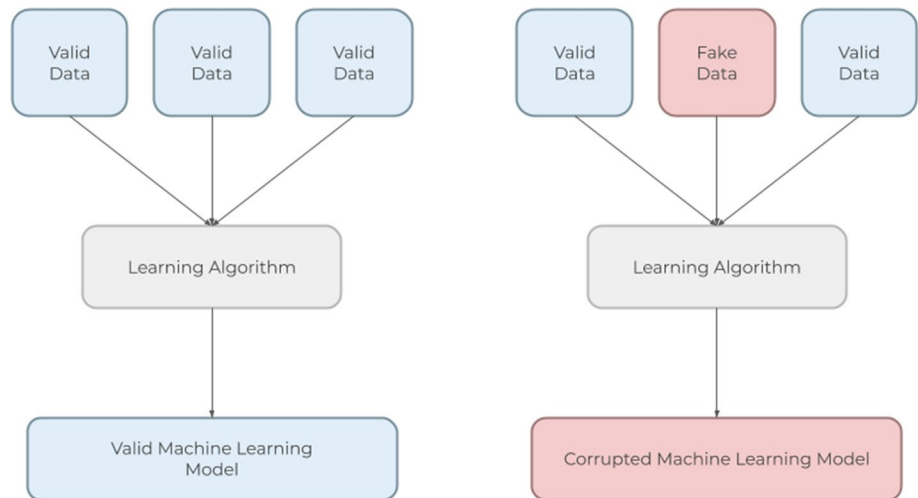 Valid
Data
Valid
Data
Valid
Data
Valid
Data
Fake
Data
Valid
Data
Learning Algorithm
Learning Algorithm
Valid Machine Learning
Model
Corrupted Machine Learning Model